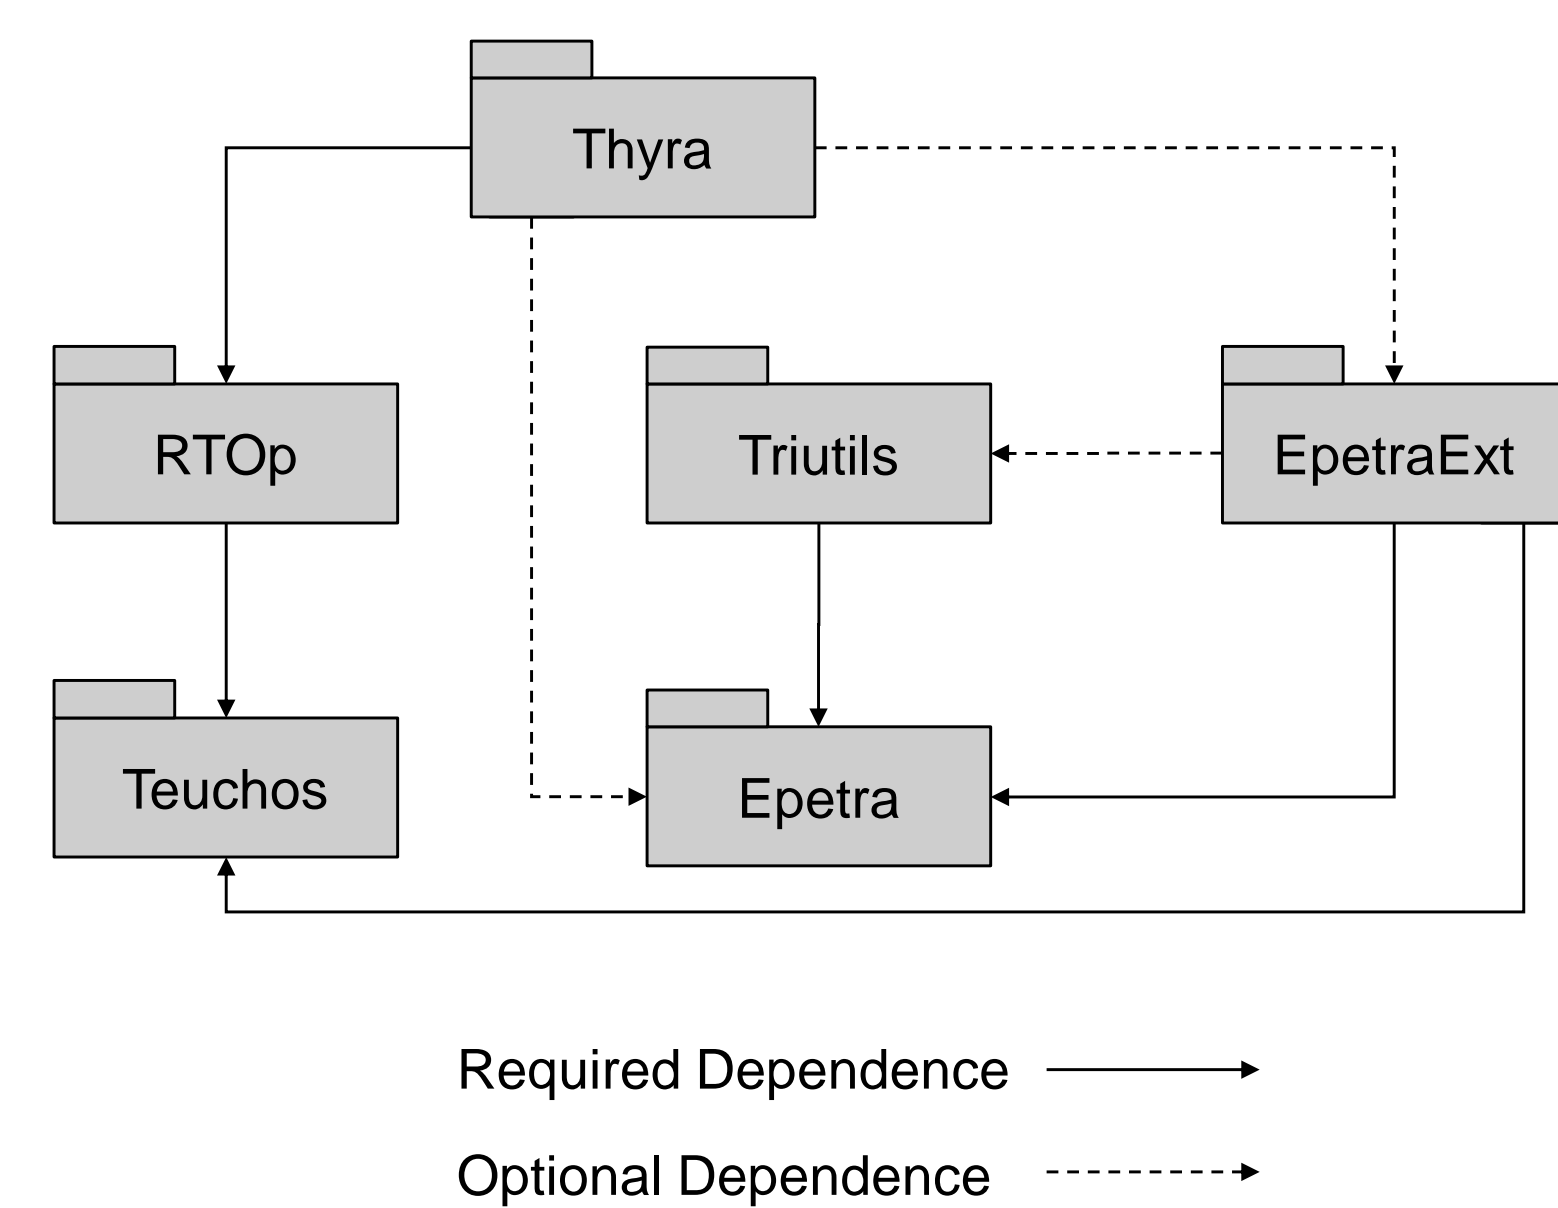 Thyra
RTOp
Triutils
EpetraExt
Teuchos
Epetra
Required Dependence
Optional Dependence